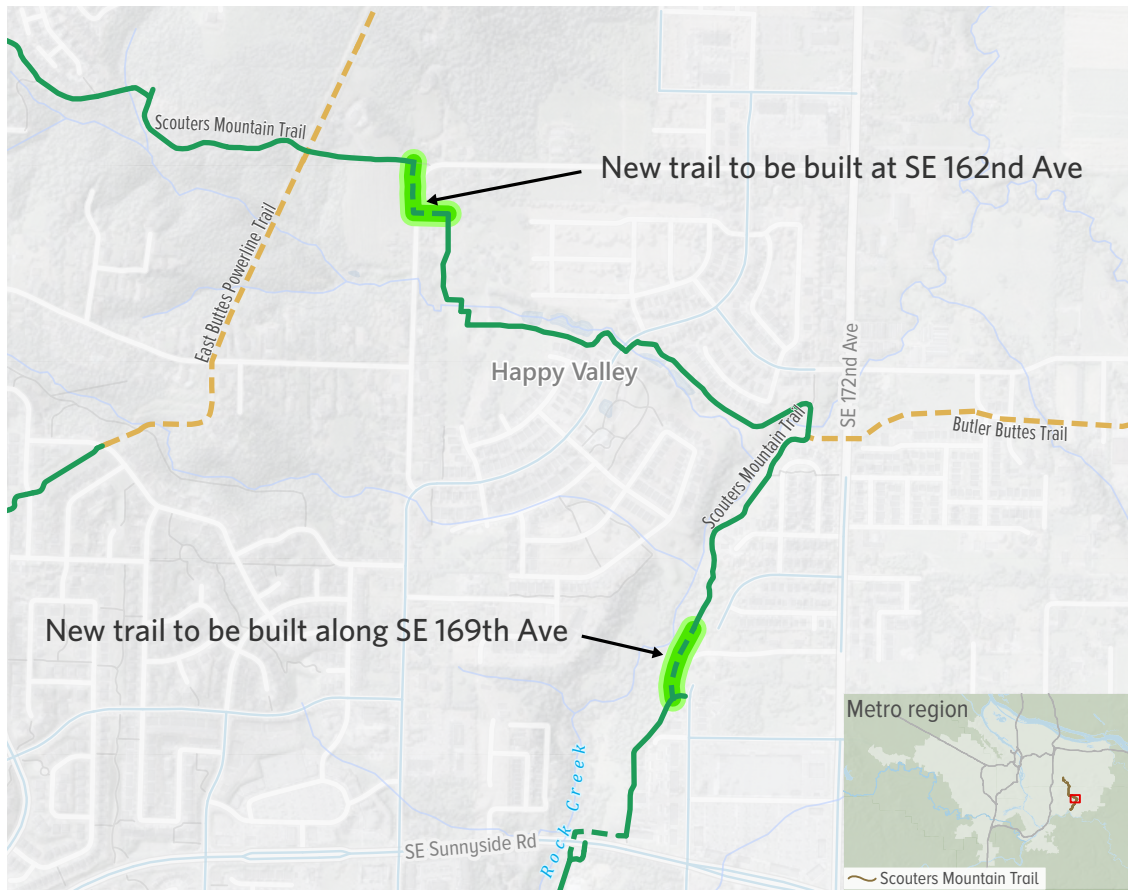 Scouters Mountain Trail
New trail to be built at SE 162nd Ave
East Buttes Powerline Trail
Happy Valley
SE 172nd Ave
Butler Buttes Trail
Scouters Mountain Trail
New trail to be built along SE 169th Ave
Metro region
Rock Creek
SE Sunnyside Rd
Scouters Mountain Trail